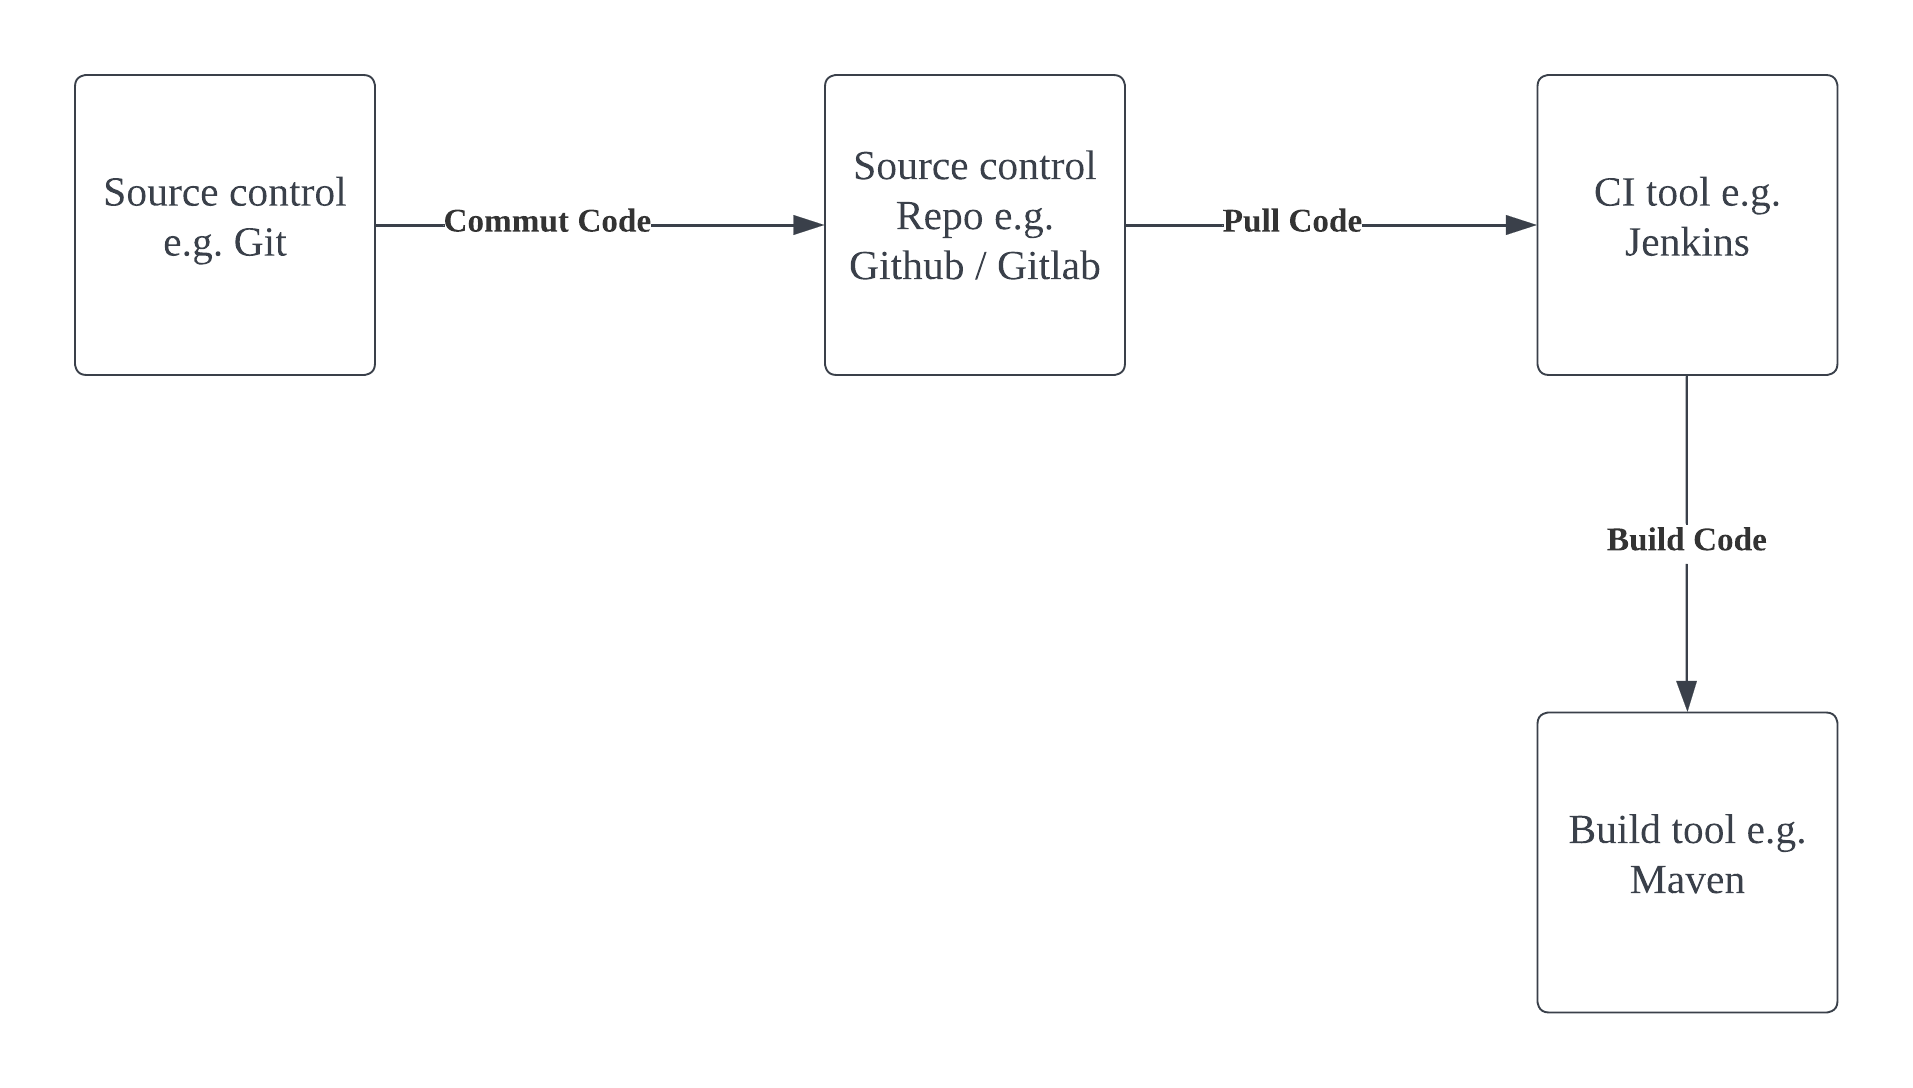 Source control
e.g. Git
Commut Code
Source control
Repo e.g.
Github / Gitlab
Pull Code
CI tool e.g.
Jenkins
Build Code
Build tool e.g.
Maven